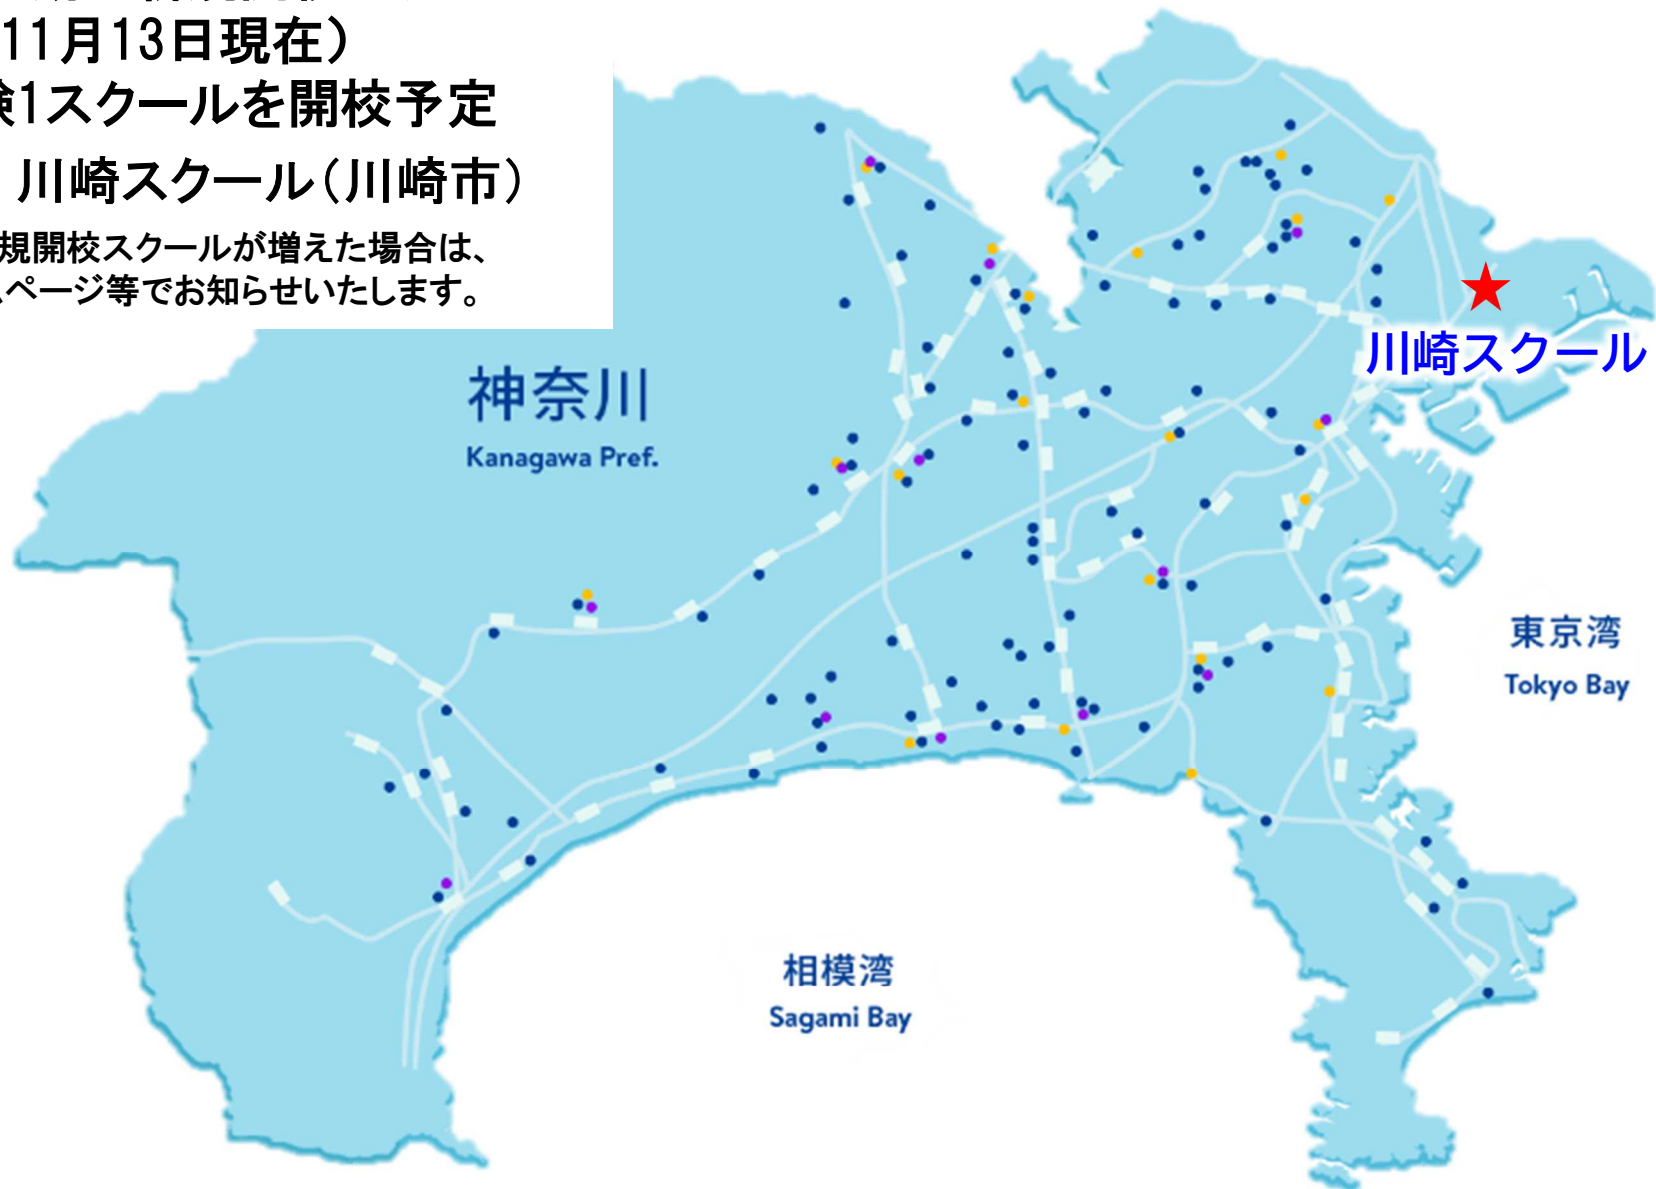 11月13日現在）
1スクールを開校予定
川崎スクール（川崎市）
規開校スクールが増えた場合は、
ページ等でお知らせいたします。
川崎スクール
神奈川
Kanagawa Pref.
東京湾
Tokyo Bay
相模湾
Sagami Bay